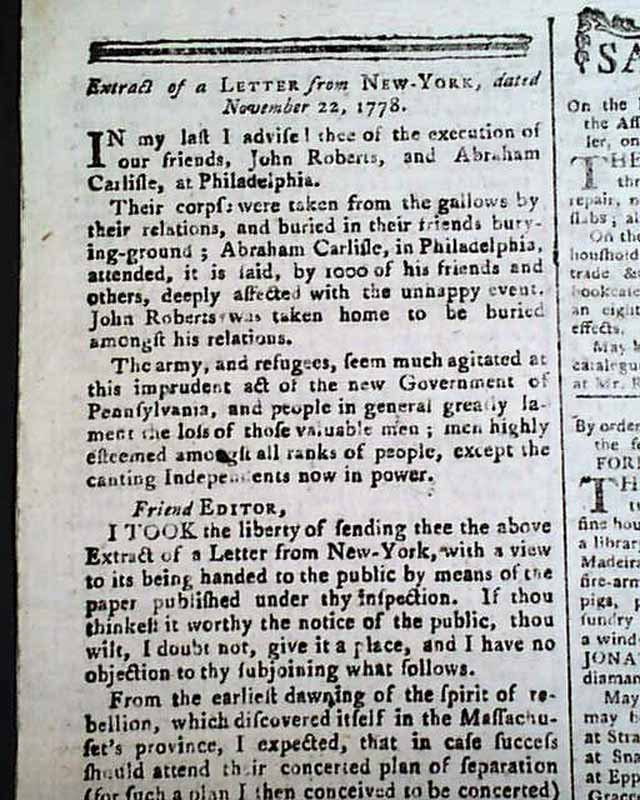 Extract of a LETTER from NEW-YORK, dated
November 22, 1778.
IN my laſt I adviſe! thee of the execution of
our friends, John Roberts, and Abraham
Carliſle, at Philadelphia.
Their corpſ: were taken from the gallows by
their relations, and buried in their friends bury-
ing-ground ; Abraham Carliſle, in Philadelphia,
attended, it is ſaid, by 1000 of his friends and
others, deeply affected with the unhappy event.
John Roberts was taken home to be buried
amongſt his relations.
The army, and refugees, ſeem much agitated at
this imprudent act of the new Government of
Pennſylvania, and people in general greatly la-
ment the loſs of thoſe valuable men ; men highly
eſteemed amongſt all ranks of people, except the
canting Independents now in power.
Friend EDITOR,
I TOOK the liberty of ſending thee the above
Extract of a Letter from New-York, with a view
to its being handed to the public by means of the
paper publiſhed under thy inſpection. If thou
thinkeſt it worthy the notice of the public, thou
wilt, I doubt not, give it a place, and I have no
objection to thy ſubjoining what follows.
From the earlieſt dawning of the ſpirit of re-
bellion, which diſcovered itſelf in the Maſſachu-
ſet's province, I expected, that in caſe ſucceſs
ſhould attend their concerted plan of ſeparation
(for ſuch a plan I then conceived to be concerted)
SA
On the
the Aſſ
ler, on
THE
thr
repair, n
ſlabs ; al
On the
houſhold
trade &
bookcaſe
an eight
effects.
May b
catalogue
at Mr. R
By order
the ſe
FOR
TH
fine hou
a librar
Madeira
fire-arm
pigs,
ſundry
a wind
JONA
diaman
May
may b
at Stra
at Sna
at Epp
Grace